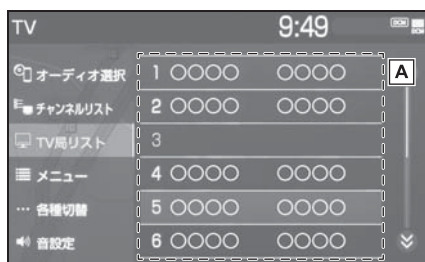 TV 9:49 DCM
オーディオ選択
チャンネルリスト
TV局リスト
メニュー
各種切替
音設定
1 ○○○○ ○○○○
2 ○○○○ ○○○○
3
4 ○○○○ ○○○○
5 ○○○○ ○○○○
6 ○○○○ ○○○○
A